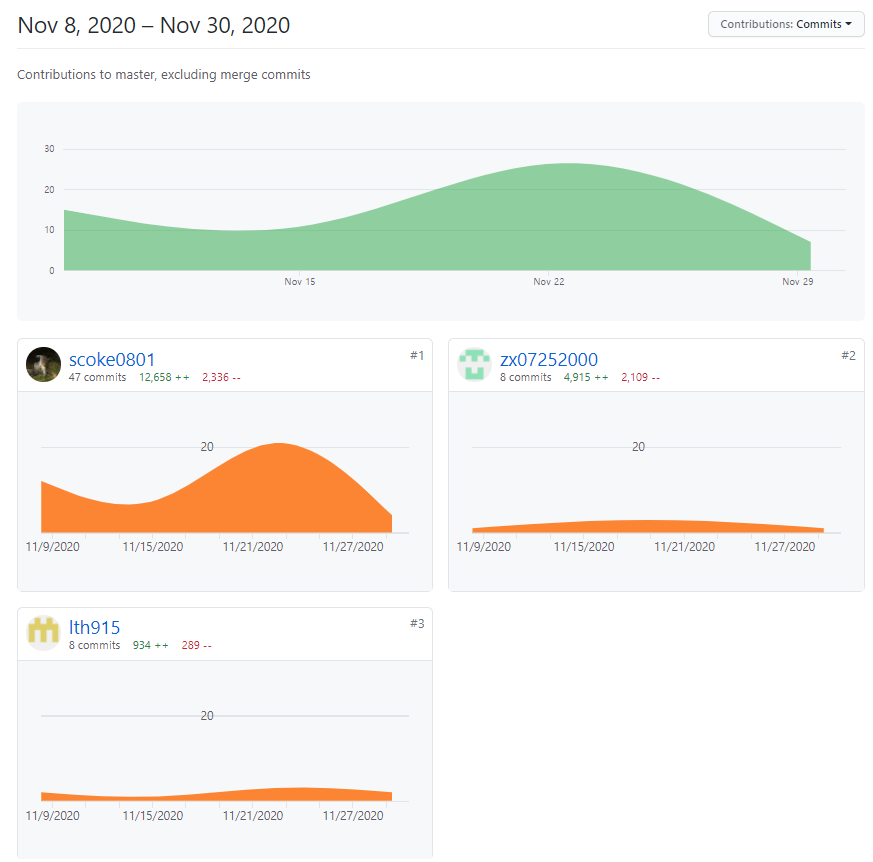 Nov 8, 2020 – Nov 30, 2020
Contributions: Commits
Contributions to master, excluding merge commits
30
20
10
0
Nov 15 Nov 22 Nov 29
scoke0801 #1
47 commits 12,658 ++ 2,336 --
20
11/9/2020 11/15/2020 11/21/2020 11/27/2020
zx07252000 #2
8 commits 4,915 ++ 2,109 --
20
11/9/2020 11/15/2020 11/21/2020 11/27/2020
lth915 #3
8 commits 934 ++ 289 --
20
11/9/2020 11/15/2020 11/21/2020 11/27/2020